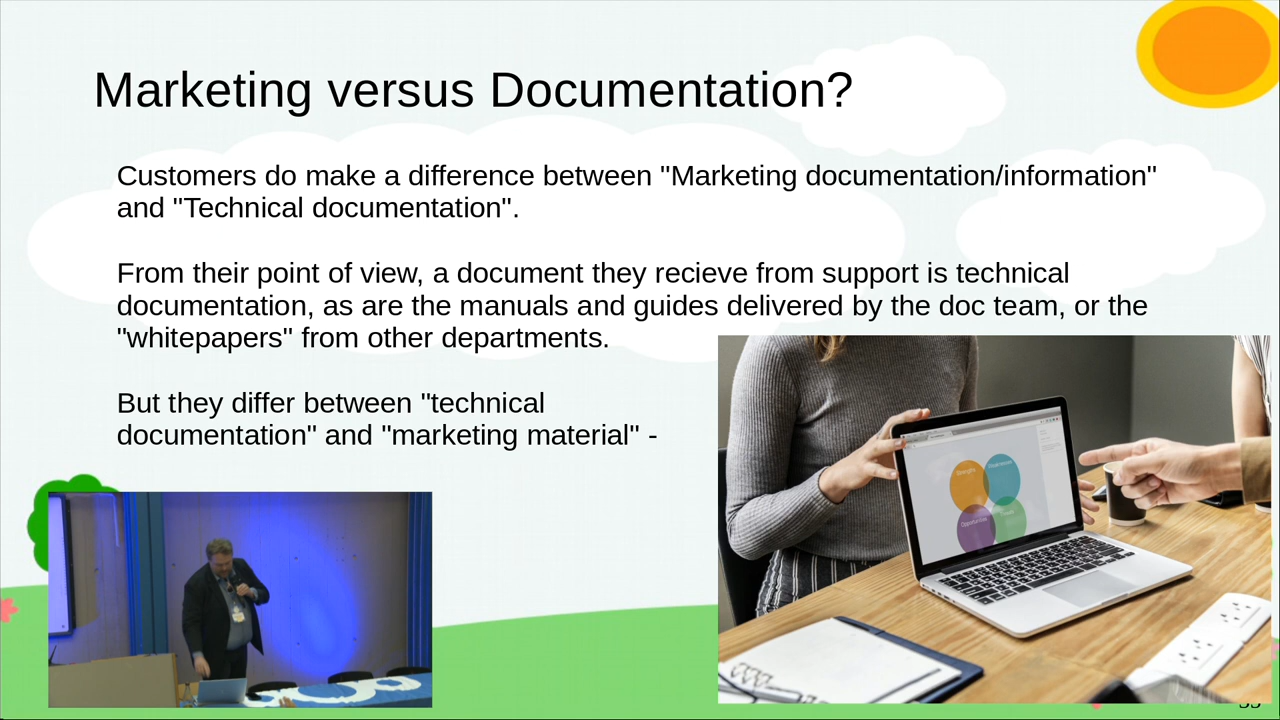 Marketing versus Documentation?
Customers do make a difference between "Marketing documentation/information"
and "Technical documentation".
From their point of view, a document they recieve from support is technical
documentation, as are the manuals and guides delivered by the doc team, or the
"whitepapers" from other departments.
But they differ between "technical
documentation" and "marketing material" -